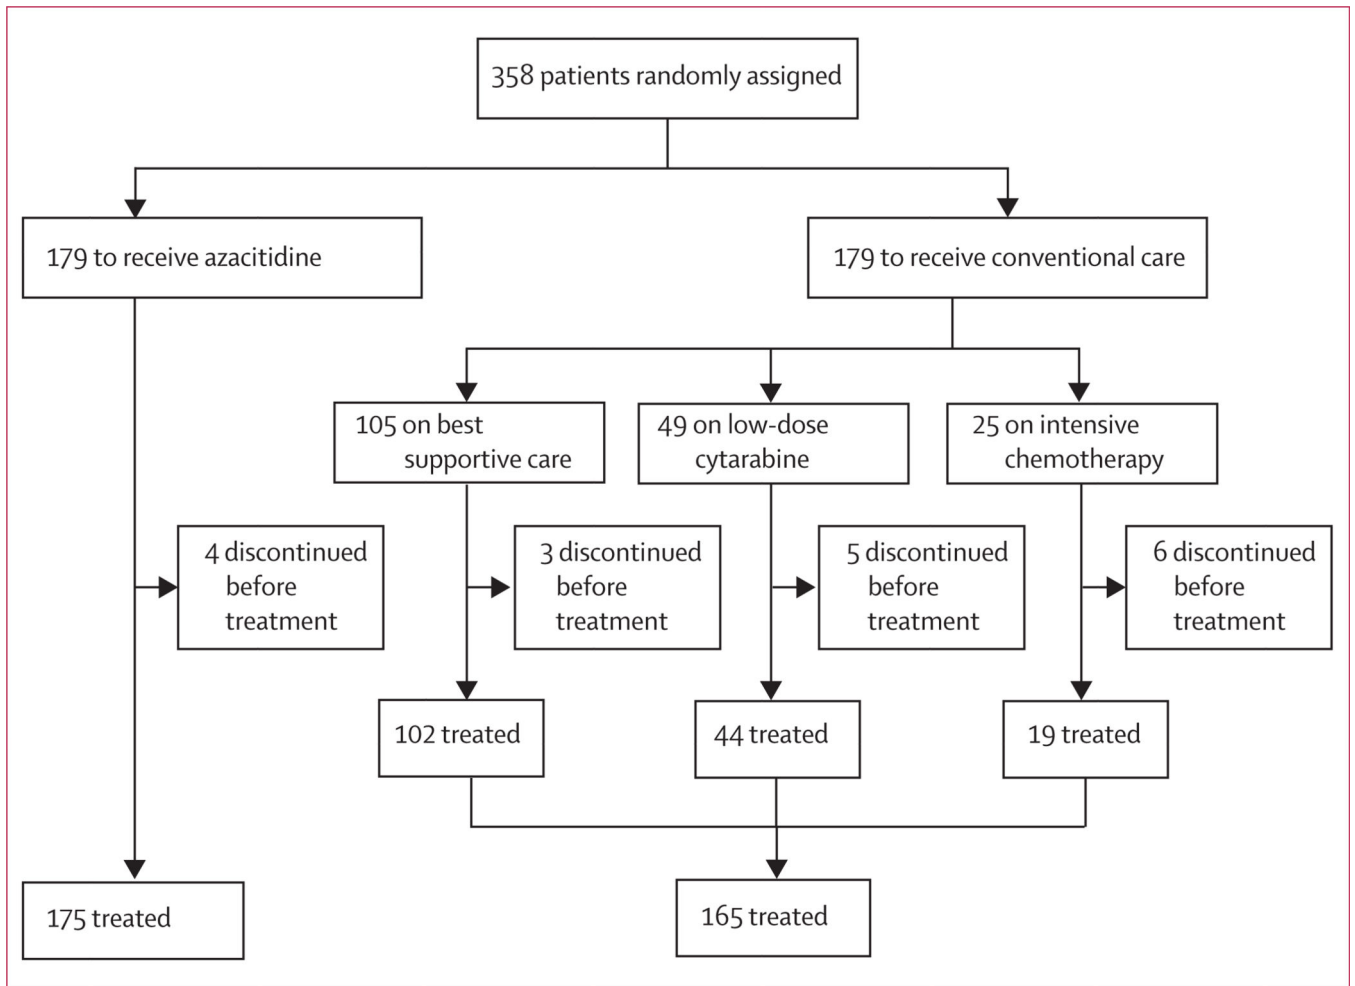 358 patients randomly assigned
179 to receive azacitidine
179 to receive conventional care
105 on best
supportive care
49 on low-dose
cytarabine
25 on intensive
chemotherapy
4 discontinued
before
treatment
3 discontinued
before
treatment
5 discontinued
before
treatment
6 discontinued
before
treatment
102 treated
44 treated
19 treated
175 treated
165 treated